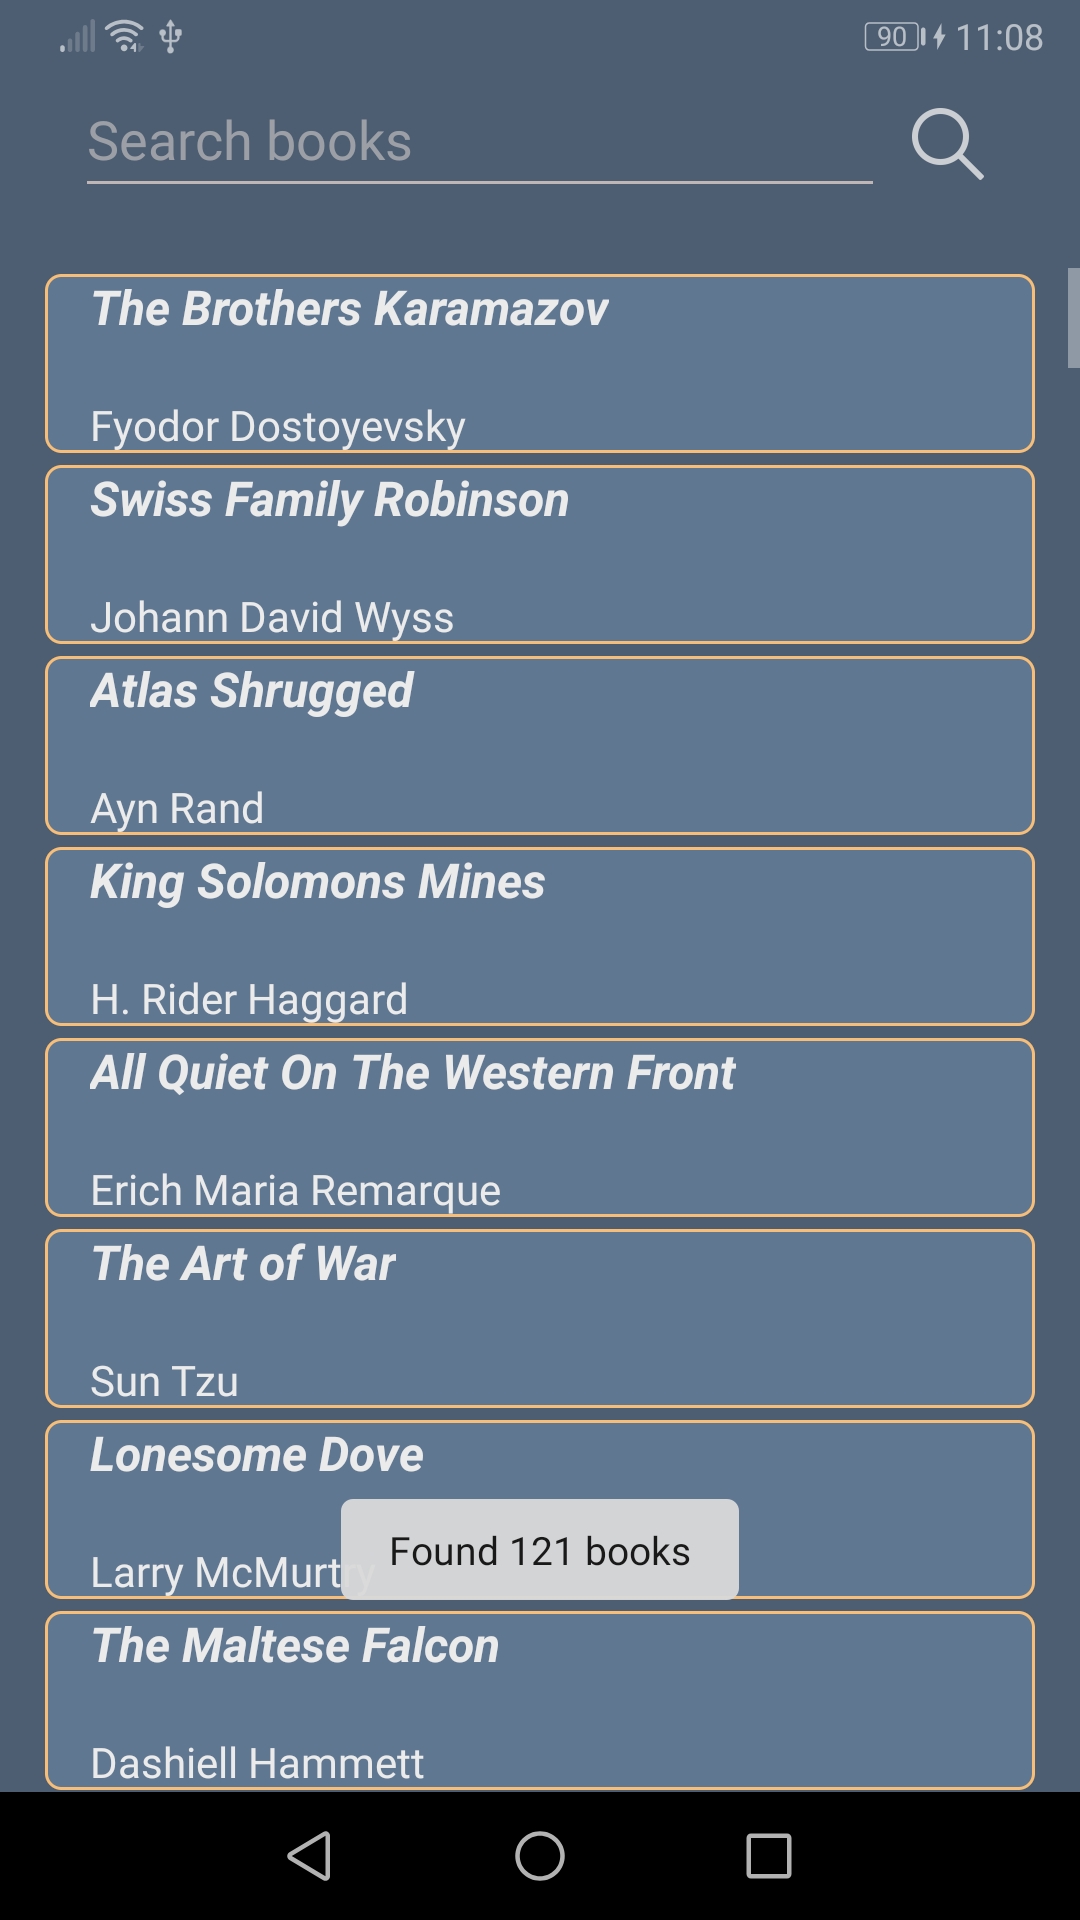 90 11:08
Search books
The Brothers Karamazov
Fyodor Dostoyevsky
Swiss Family Robinson
Johann David Wyss
Atlas Shrugged
Ayn Rand
King Solomons Mines
H. Rider Haggard
All Quiet On The Western Front
Erich Maria Remarque
The Art of War
Sun Tzu
Lonesome Dove
Larry McMurtry
Found 121 books
The Maltese Falcon
Dashiell Hammett